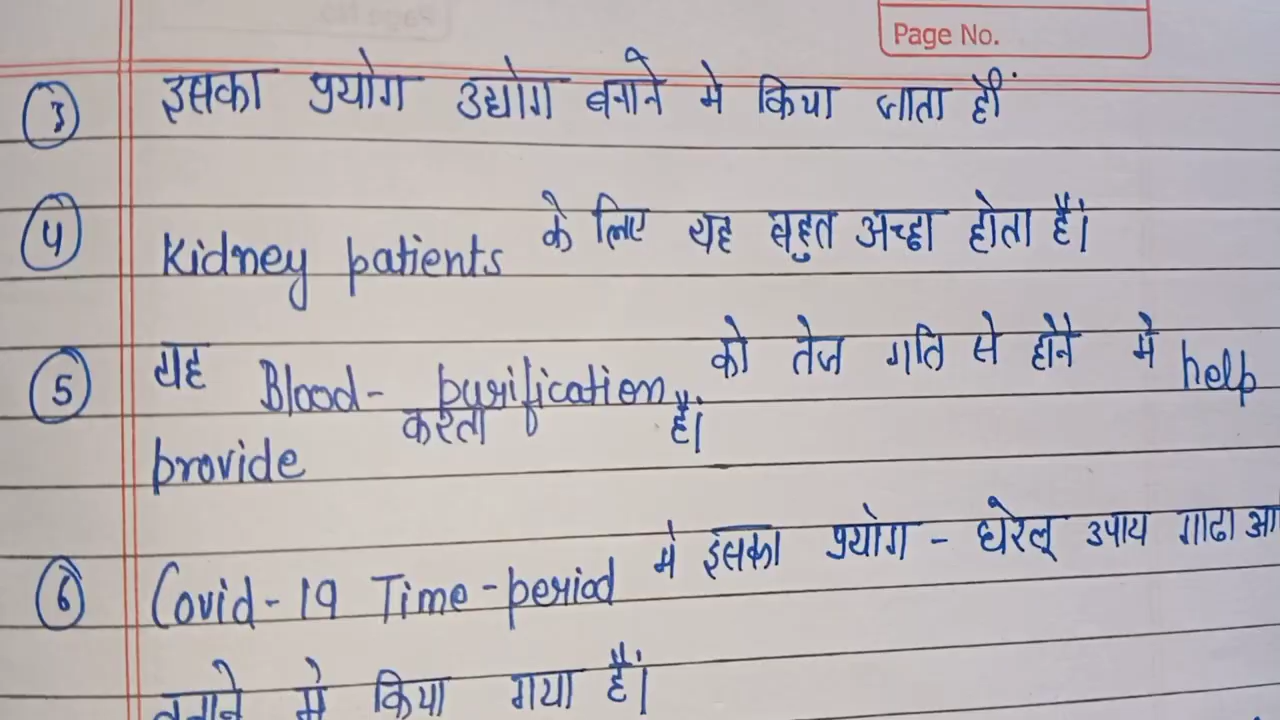 Page No.
③ इसका प्रयोग उद्योग बनाने मे किया जाता हैं
④ Kidney patients के लिए यह बहुत अच्छा होता हैं।
⑤ यह Blood- purification को तेज गति से होने मे help
provide करता हैं।
⑥ Covid-19 Time-period मे इसका प्रयोग - घरेलू उपाय गाढा आ
बनाने मे किया गया हैं।